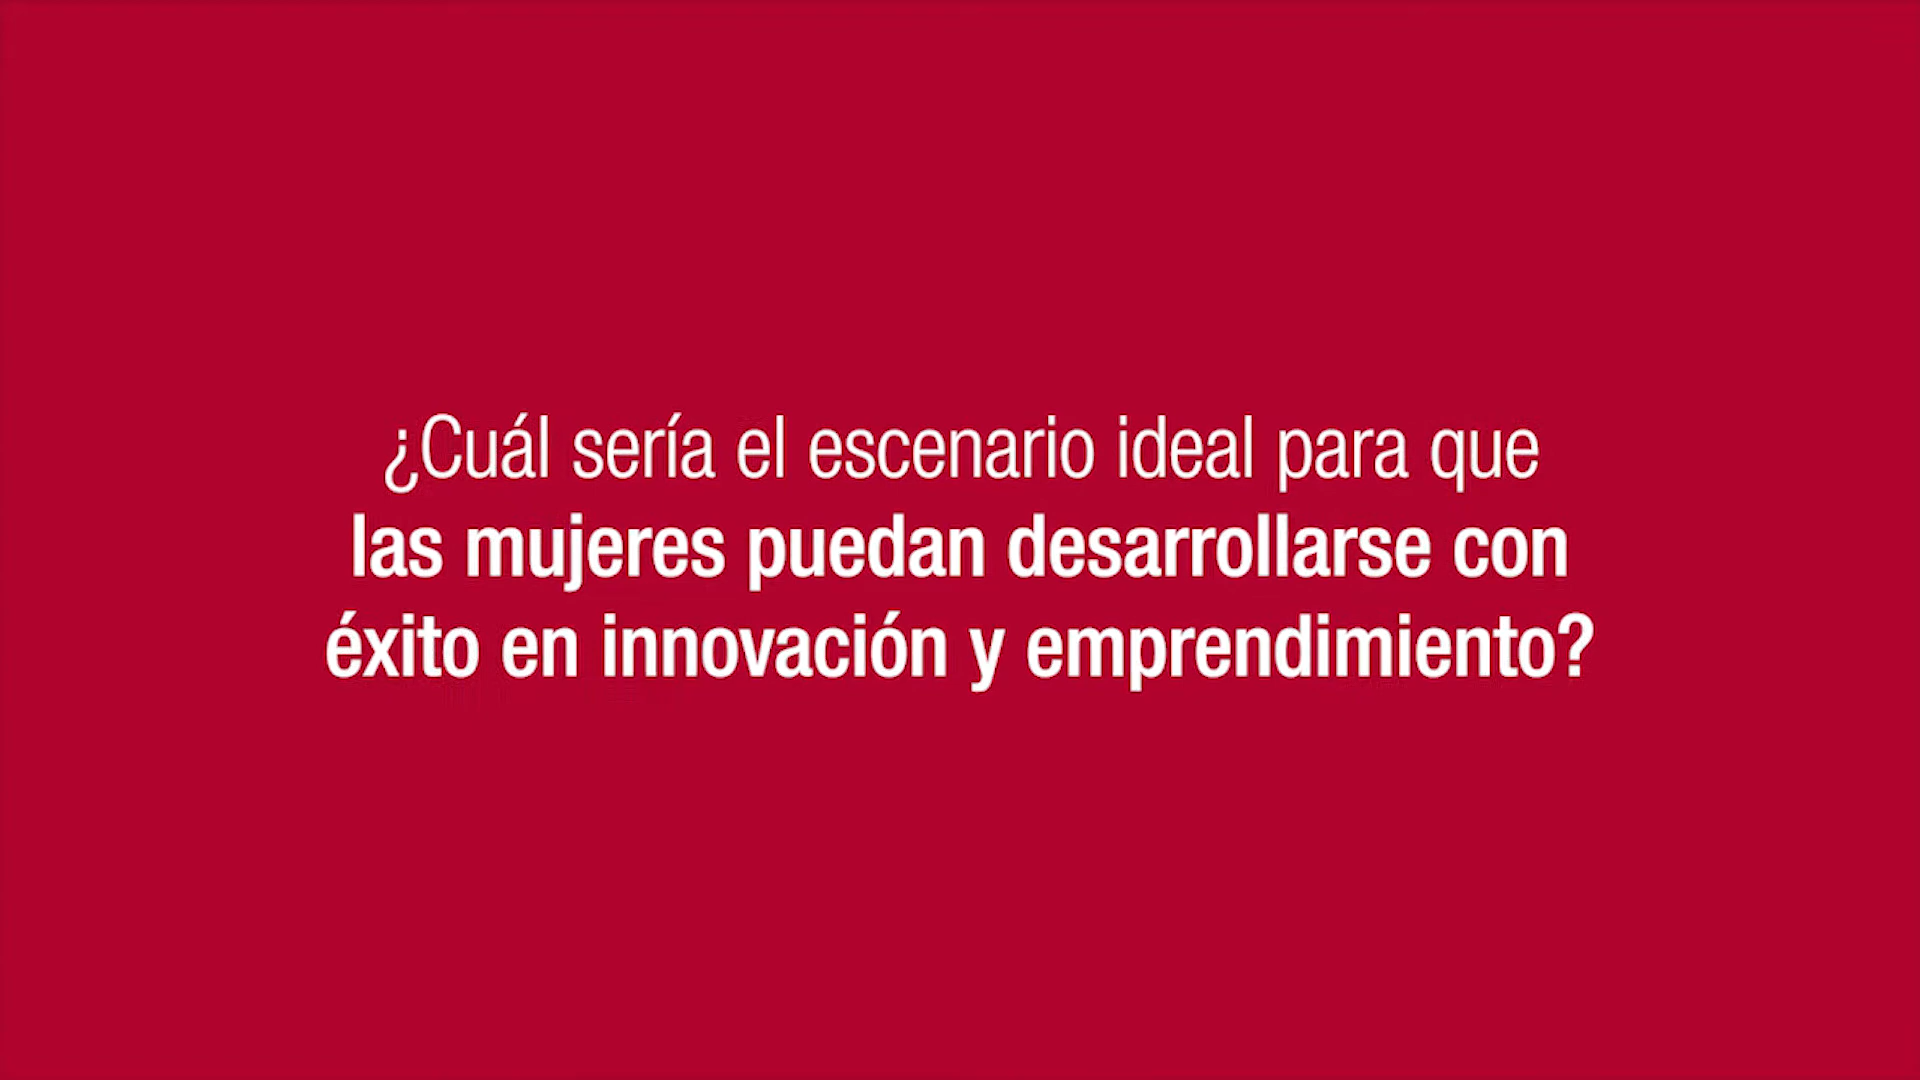 ¿Cuál sería el escenario ideal para que
las mujeres puedan desarrollarse con
éxito en innovación y emprendimiento?